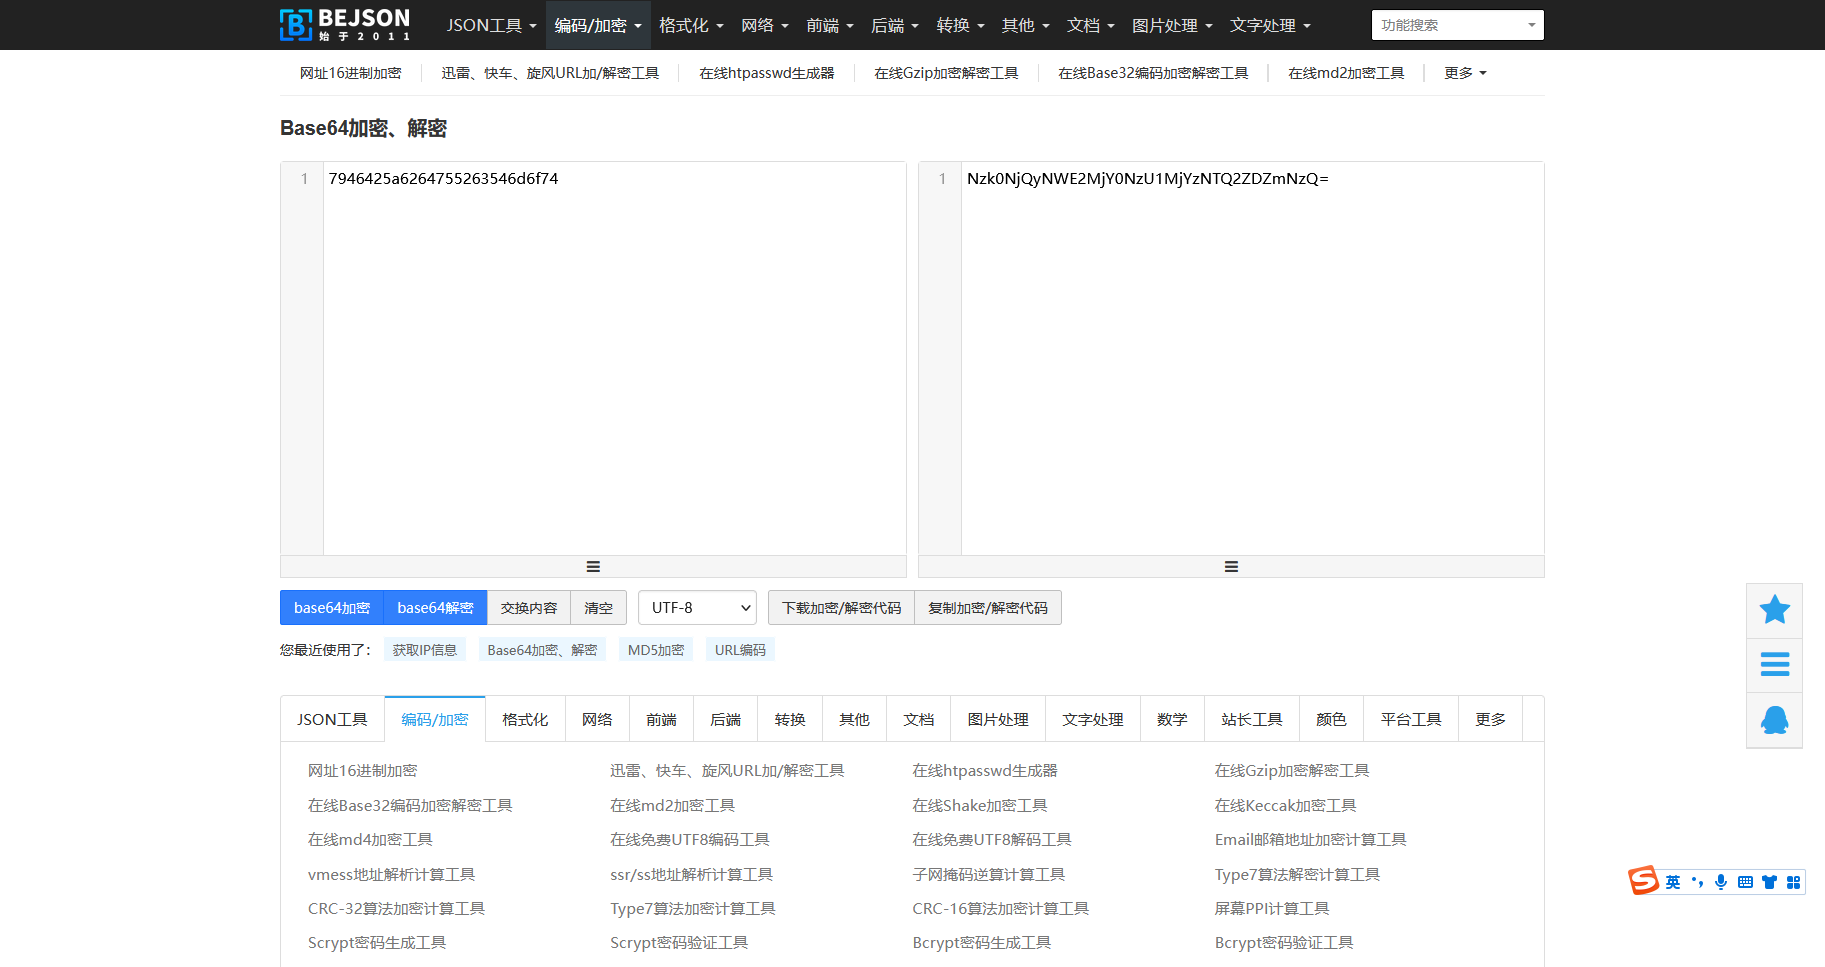 BEJSON
始于2011
JSON工具 编码/加密 格式化 网络 前端 后端 转换 其他 文档 图片处理 文字处理 功能搜索
网址16进制加密 迅雷、快车、旋风URL加/解密工具 在线htpasswd生成器 在线Gzip加密解密工具 在线Base32编码加密解密工具 在线md2加密工具 更多
Base64加密、解密
1 7946425a6264755263546d6f74
1 Nzk0NjQyNWE2MjY0NzU1MjYzNTQ2ZDZmNzQ=
base64加密 base64解密 交换内容 清空 UTF-8 下载加密/解密代码 复制加密/解密代码
您最近使用了: 获取IP信息 Base64加密、解密 MD5加密 URL编码
JSON工具 编码/加密 格式化 网络 前端 后端 转换 其他 文档 图片处理 文字处理 数学 站长工具 颜色 平台工具 更多
网址16进制加密 迅雷、快车、旋风URL加/解密工具 在线htpasswd生成器 在线Gzip加密解密工具
在线Base32编码加密解密工具 在线md2加密工具 在线Shake加密工具 在线Keccak加密工具
在线md4加密工具 在线免费UTF8编码工具 在线免费UTF8解码工具 Email邮箱地址加密计算工具
vmess地址解析计算工具 ssr/ss地址解析计算工具 子网掩码逆算计算工具 Type7算法解密计算工具
CRC-32算法加密计算工具 Type7算法加密计算工具 CRC-16算法加密计算工具 屏幕PPI计算工具
Scrypt密码生成工具 Scrypt密码验证工具 Bcrypt密码生成工具 Bcrypt密码验证工具
英